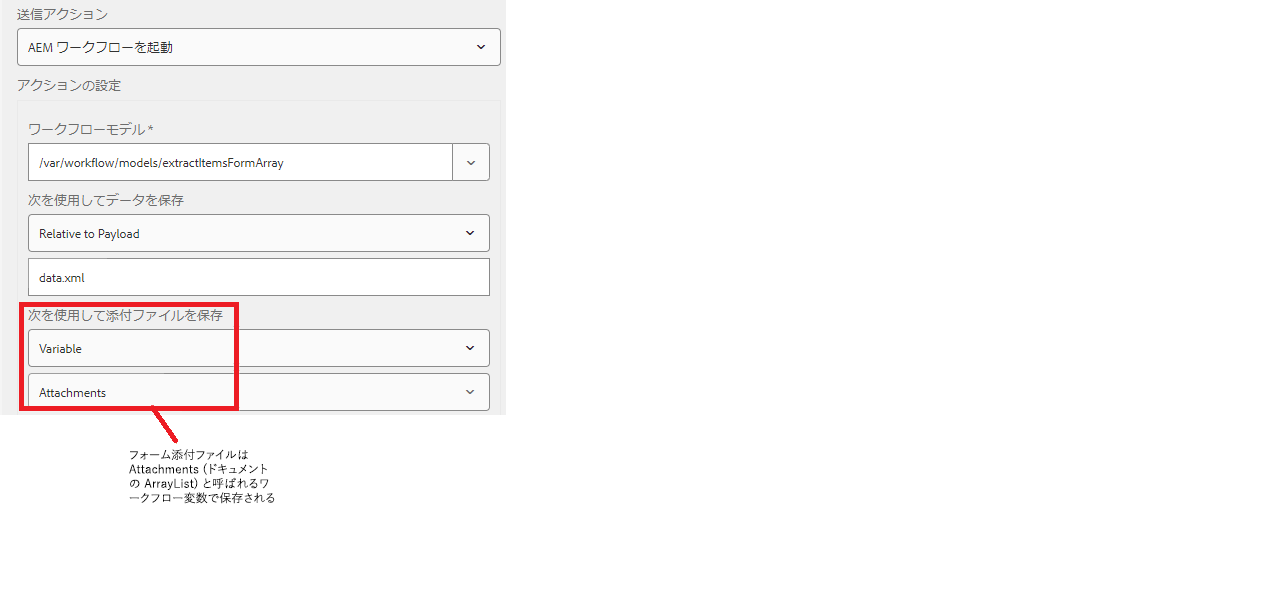 送信アクション
AEM ワークフローを起動
アクションの設定
ワークフローモデル *
/var/workflow/models/extractItemsFormArray
次を使用してデータを保存
Relative to Payload
data.xml
次を使用して添付ファイルを保存
Variable
Attachments
フォーム添付ファイルは
Attachments (ドキュメント
の ArrayList) と呼ばれるワ
ークフロー変数で保存される